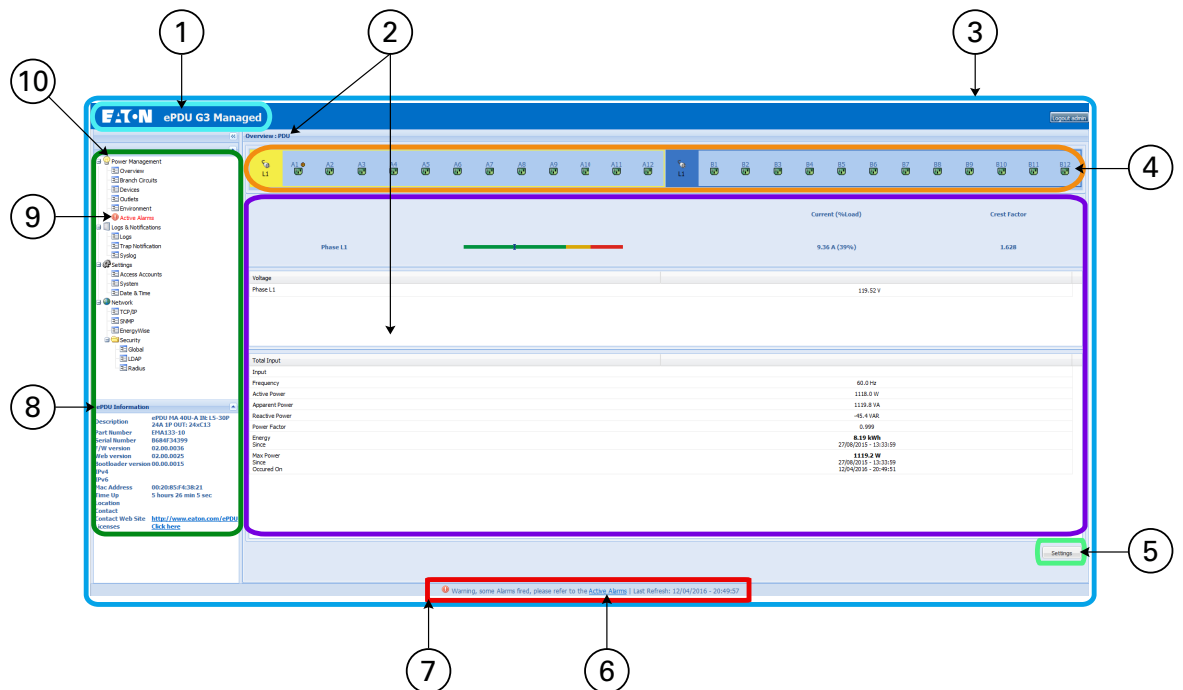 1
2
3
10
EATON ePDU G3 Managed
Logout admin
Overview : PDU
L1 A1 A2 A3 A4 A5 A6 A7 A8 A9 A10 A11 A12 L1 B1 B2 B3 B4 B5 B6 B7 B8 B9 B10 B11 B12
4
Power Management
Overview
Branch Circuits
Devices
Outlets
Environment
9
Active Alarms
Logs & Notifications
Logs
Trap Notification
Syslog
Settings
Access Accounts
System
Date & Time
Network
TCP/IP
SNMP
EnergyWise
Security
Global
LDAP
Radius
Current (%Load) Crest Factor
Phase L1 9.36 A (39%) 1.628
Voltage
Phase L1 119.52 V
Total Input
Input
Frequency 60.0 Hz
Active Power 1118.0 W
Apparent Power 1119.8 VA
Reactive Power -45.4 VAR
Power Factor 0.999
Energy 8.19 kWh
Since 27/08/2015 - 13:33:59
Max Power 1119.2 W
Since 27/08/2015 - 13:33:59
Occured On 12/04/2016 - 20:49:51
8
ePDU Information
Description ePDU MA 40U-A IN: L5-30P
24A 1P OUT: 24xC13
Part Number EMA133-10
Serial Number B684F34399
F/W version 02.00.0036
Web version 02.00.0025
Bootloader version 00.00.0015
IPv4
IPv6
Mac Address 00:20:85:F4:38:21
Time Up 5 hours 26 min 5 sec
Location
Contact
Contact Web Site http://www.eaton.com/ePDU
Licenses Click here
Settings
5
Warning, some Alarms fired, please refer to the Active Alarms | Last Refresh: 12/04/2016 - 20:49:57
7
6